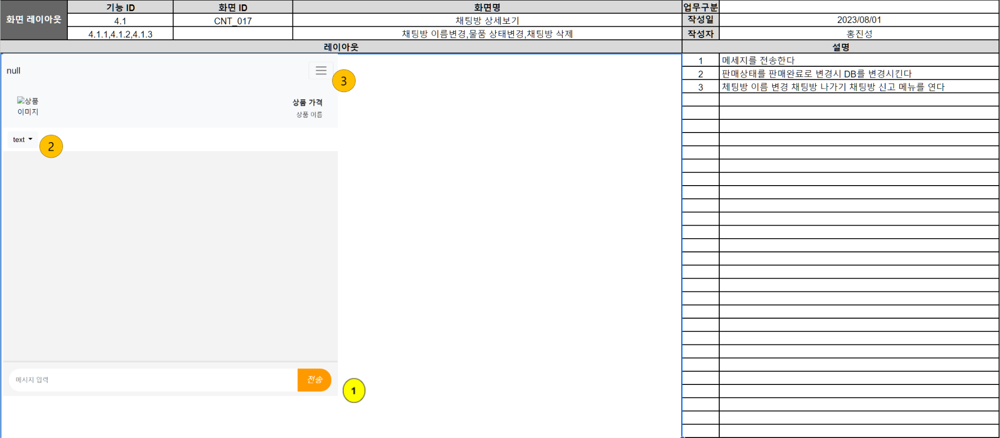 화면 레이아웃
기능 ID 화면 ID 화면명 업무구분
4.1 CNT_017 채팅방 상세보기 작성일 2023/08/01
4.1.1,4.1.2,4.1.3 채팅방 이름변경,물품 상태변경,채팅방 삭제 작성자 홍진성
레이아웃 설명
null
3
상품
이미지
상품 가격
상품 이름
text
2
메시지 입력 전송
1
1 메세지를 전송한다
2 판매상태를 판매완료로 변경시 DB를 변경시킨다
3 체팅방 이름 변경 채팅방 나가기 채팅방 신고 메뉴를 연다